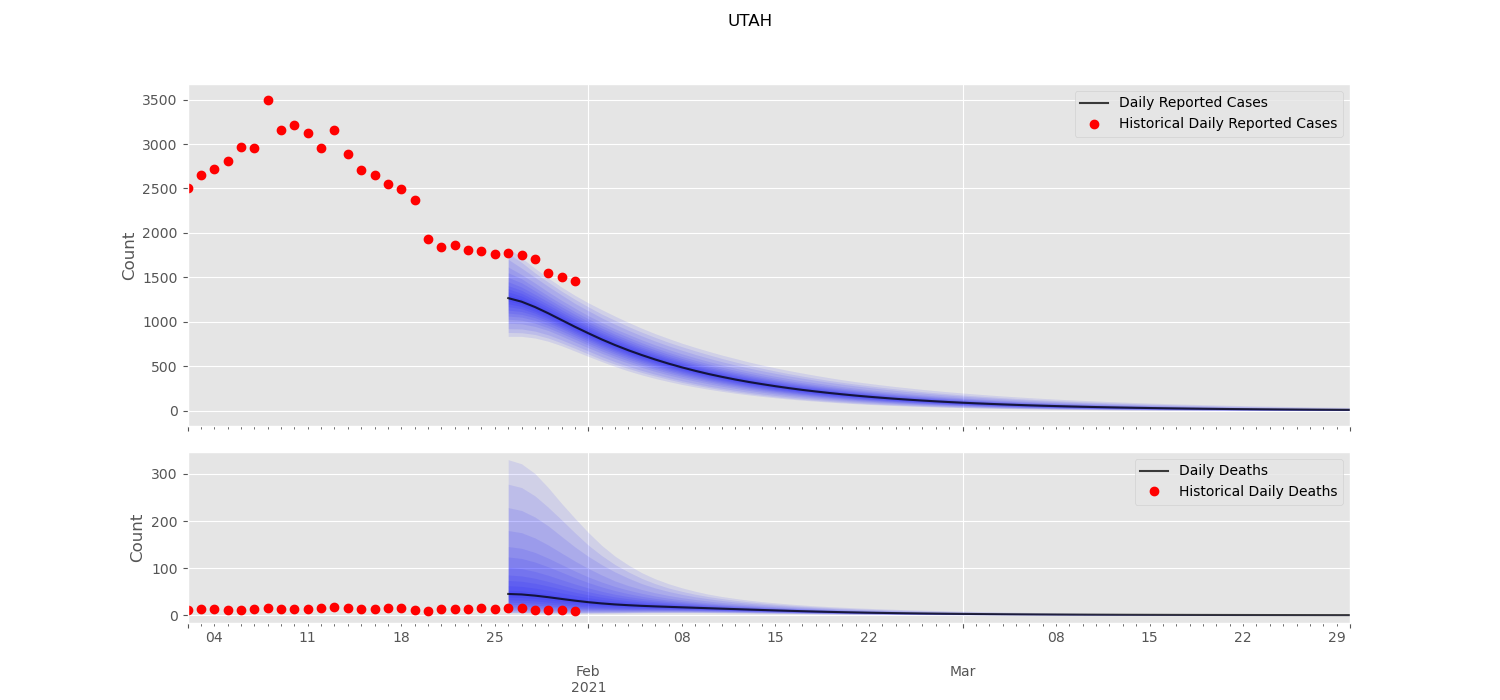 UTAH
Daily Reported Cases
Historical Daily Reported Cases
3500
3000
2500
2000
1500
1000
500
0
Count
Daily Deaths
Historical Daily Deaths
300
200
100
0
Count
04 11 18 25 08 15 22 08 15 22 29
Feb Mar
2021